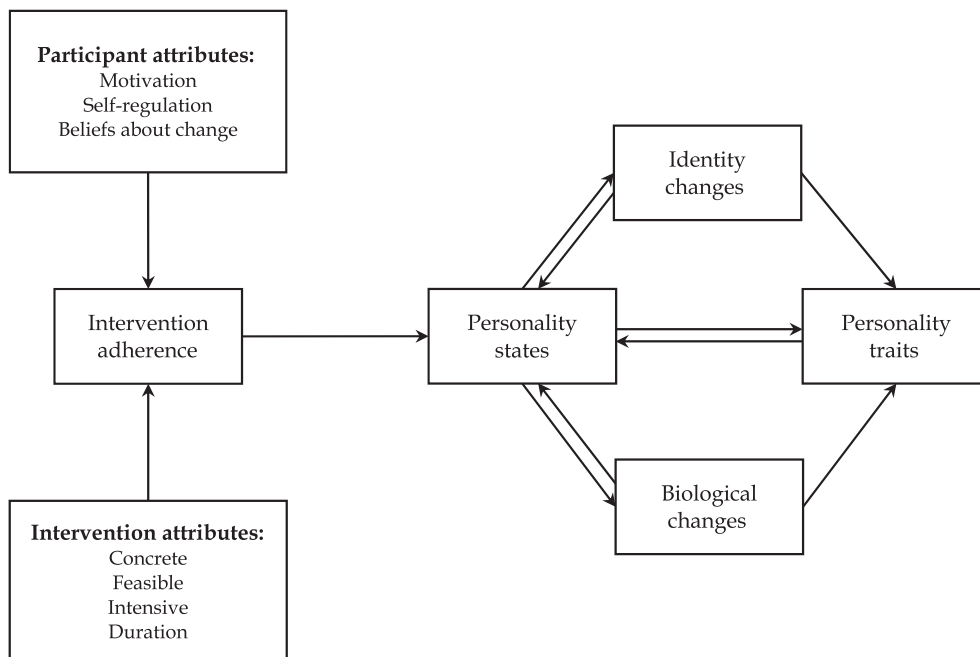 Participant attributes:
Motivation
Self-regulation
Beliefs about change
Identity
changes
Intervention
adherence
Personality
states
Personality
traits
Biological
changes
Intervention attributes:
Concrete
Feasible
Intensive
Duration